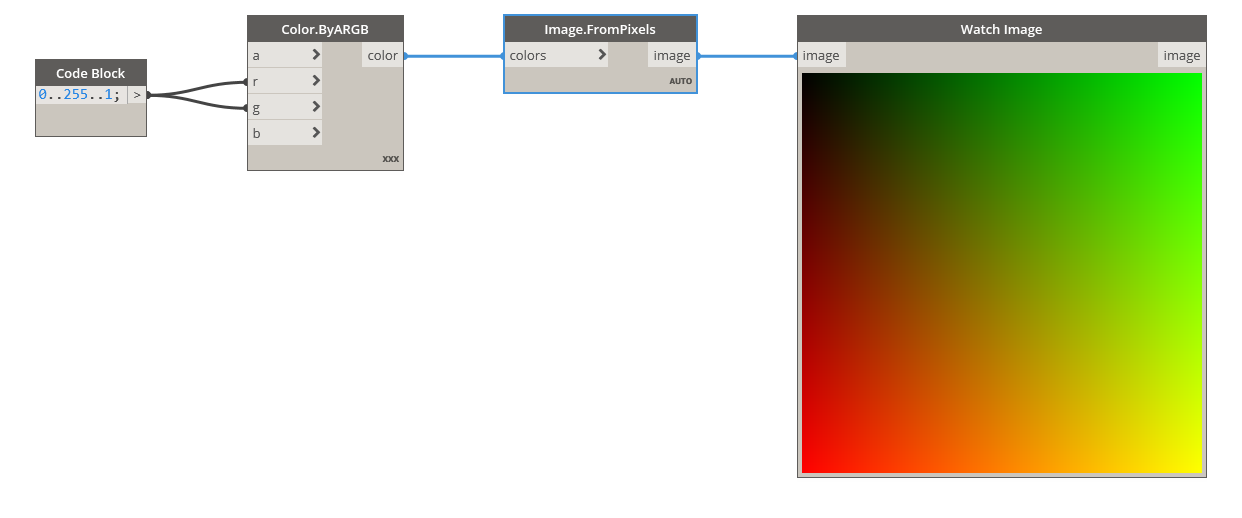 Code Block
0..255..1; >
Color.ByARGB
a color
r
g
b
xxx
Image.FromPixels
colors image
AUTO
Watch Image
image image